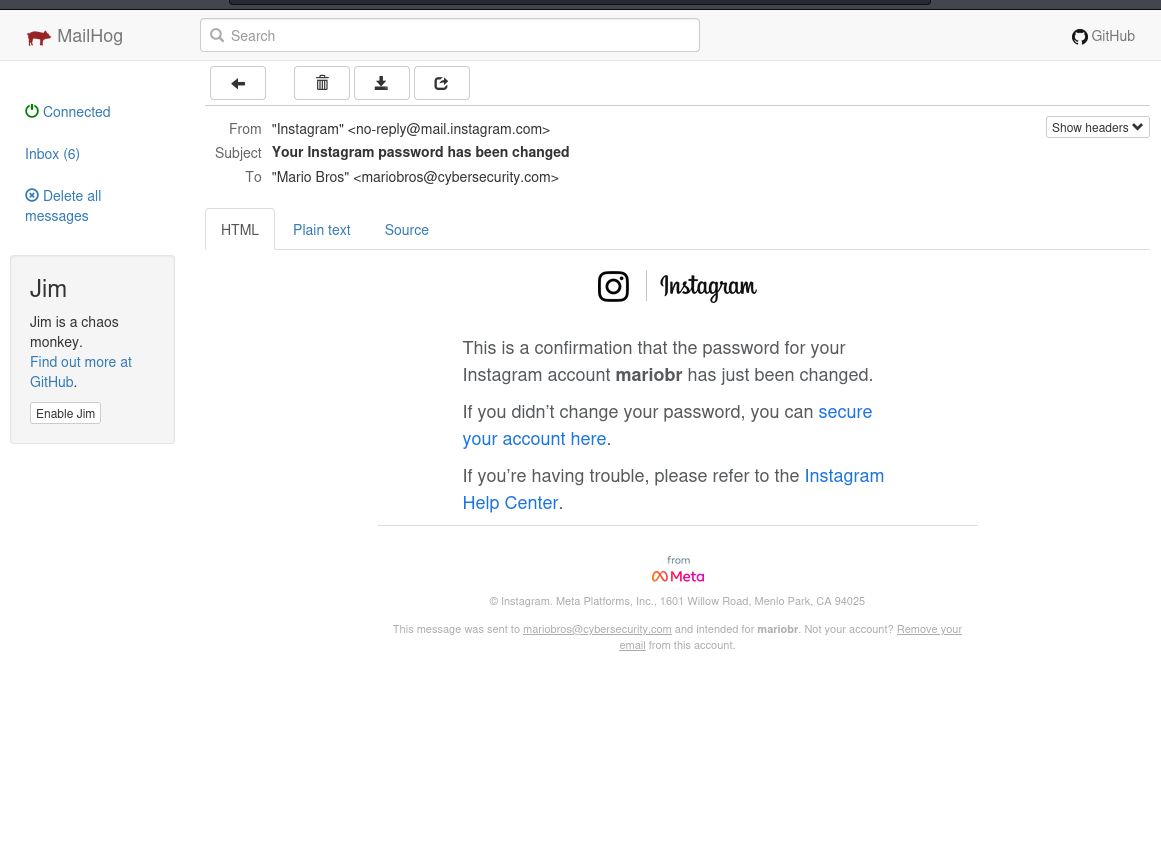 MailHog
Search
GitHub
Connected
Inbox (6)
Delete all
messages
Jim
Jim is a chaos
monkey.
Find out more at
GitHub.
Enable Jim
From "Instagram" <no-reply@mail.instagram.com>
Show headers
Subject Your Instagram password has been changed
To "Mario Bros" <mariobros@cybersecurity.com>
HTML Plain text Source
Instagram
This is a confirmation that the password for your
Instagram account mariobr has just been changed.
If you didn’t change your password, you can secure
your account here.
If you’re having trouble, please refer to the Instagram
Help Center.
from
Meta
© Instagram. Meta Platforms, Inc., 1601 Willow Road, Menlo Park, CA 94025
This message was sent to mariobros@cybersecurity.com and intended for mariobr. Not your account? Remove your
email from this account.